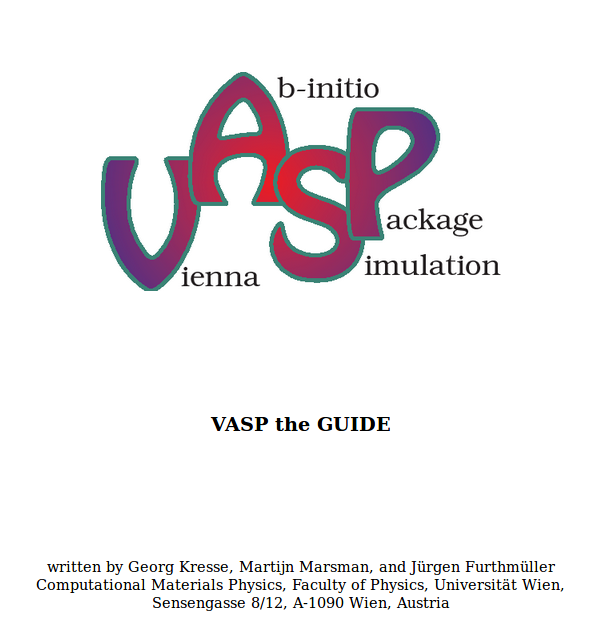 VASP
b-initio
ackage
imulation
ienna
VASP the GUIDE
written by Georg Kresse, Martijn Marsman, and Jürgen Furthmüller
Computational Materials Physics, Faculty of Physics, Universität Wien,
Sensengasse 8/12, A-1090 Wien, Austria